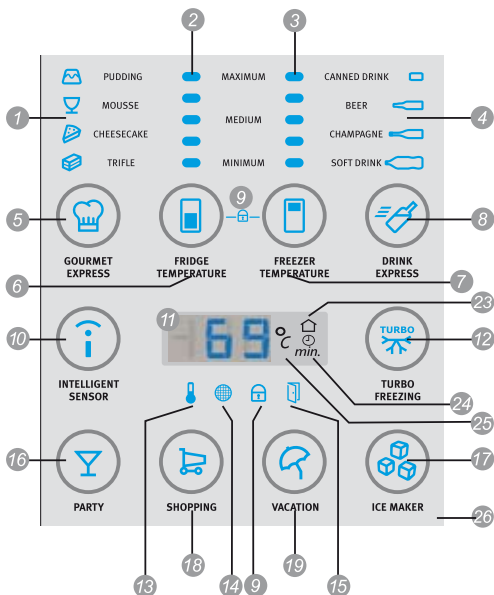 2
3
PUDDING MAXIMUM CANNED DRINK
1 MOUSSE MEDIUM BEER 4
CHEESECAKE CHAMPAGNE
TRIFLE MINIMUM SOFT DRINK
5 9 8
GOURMET EXPRESS
FRIDGE TEMPERATURE
FREEZER TEMPERATURE
DRINK EXPRESS
6 7
11 23
10 69 °C min. TURBO 12
INTELLIGENT SENSOR
TURBO FREEZING
24
25
16 17
PARTY SHOPPING VACATION ICE MAKER
26
13 18 14 9 19 15